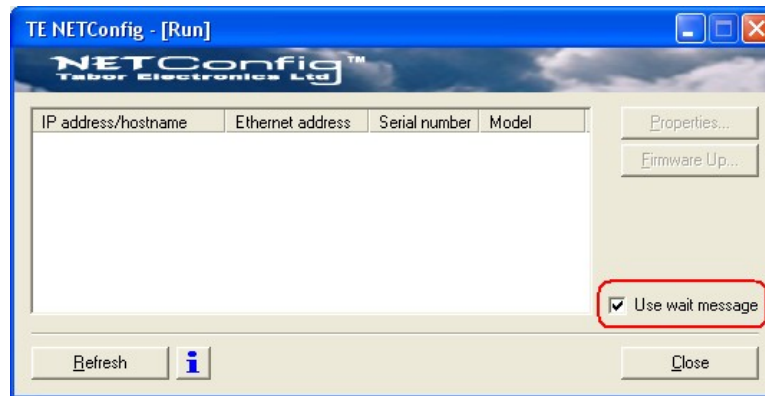 TE NETConfig - [Run]
NETConfig™
Tabor Electronics Ltd
IP address/hostname Ethernet address Serial number Model
Properties...
Firmware Up...
Use wait message
Refresh i Close